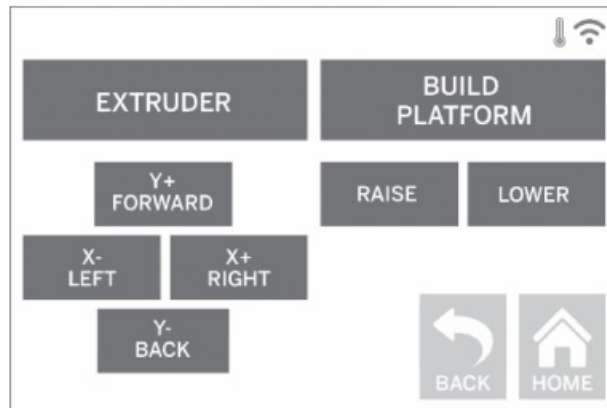 EXTRUDER
BUILD
PLATFORM
Y+
FORWARD
RAISE
LOWER
X-
LEFT
X+
RIGHT
Y-
BACK
BACK
HOME